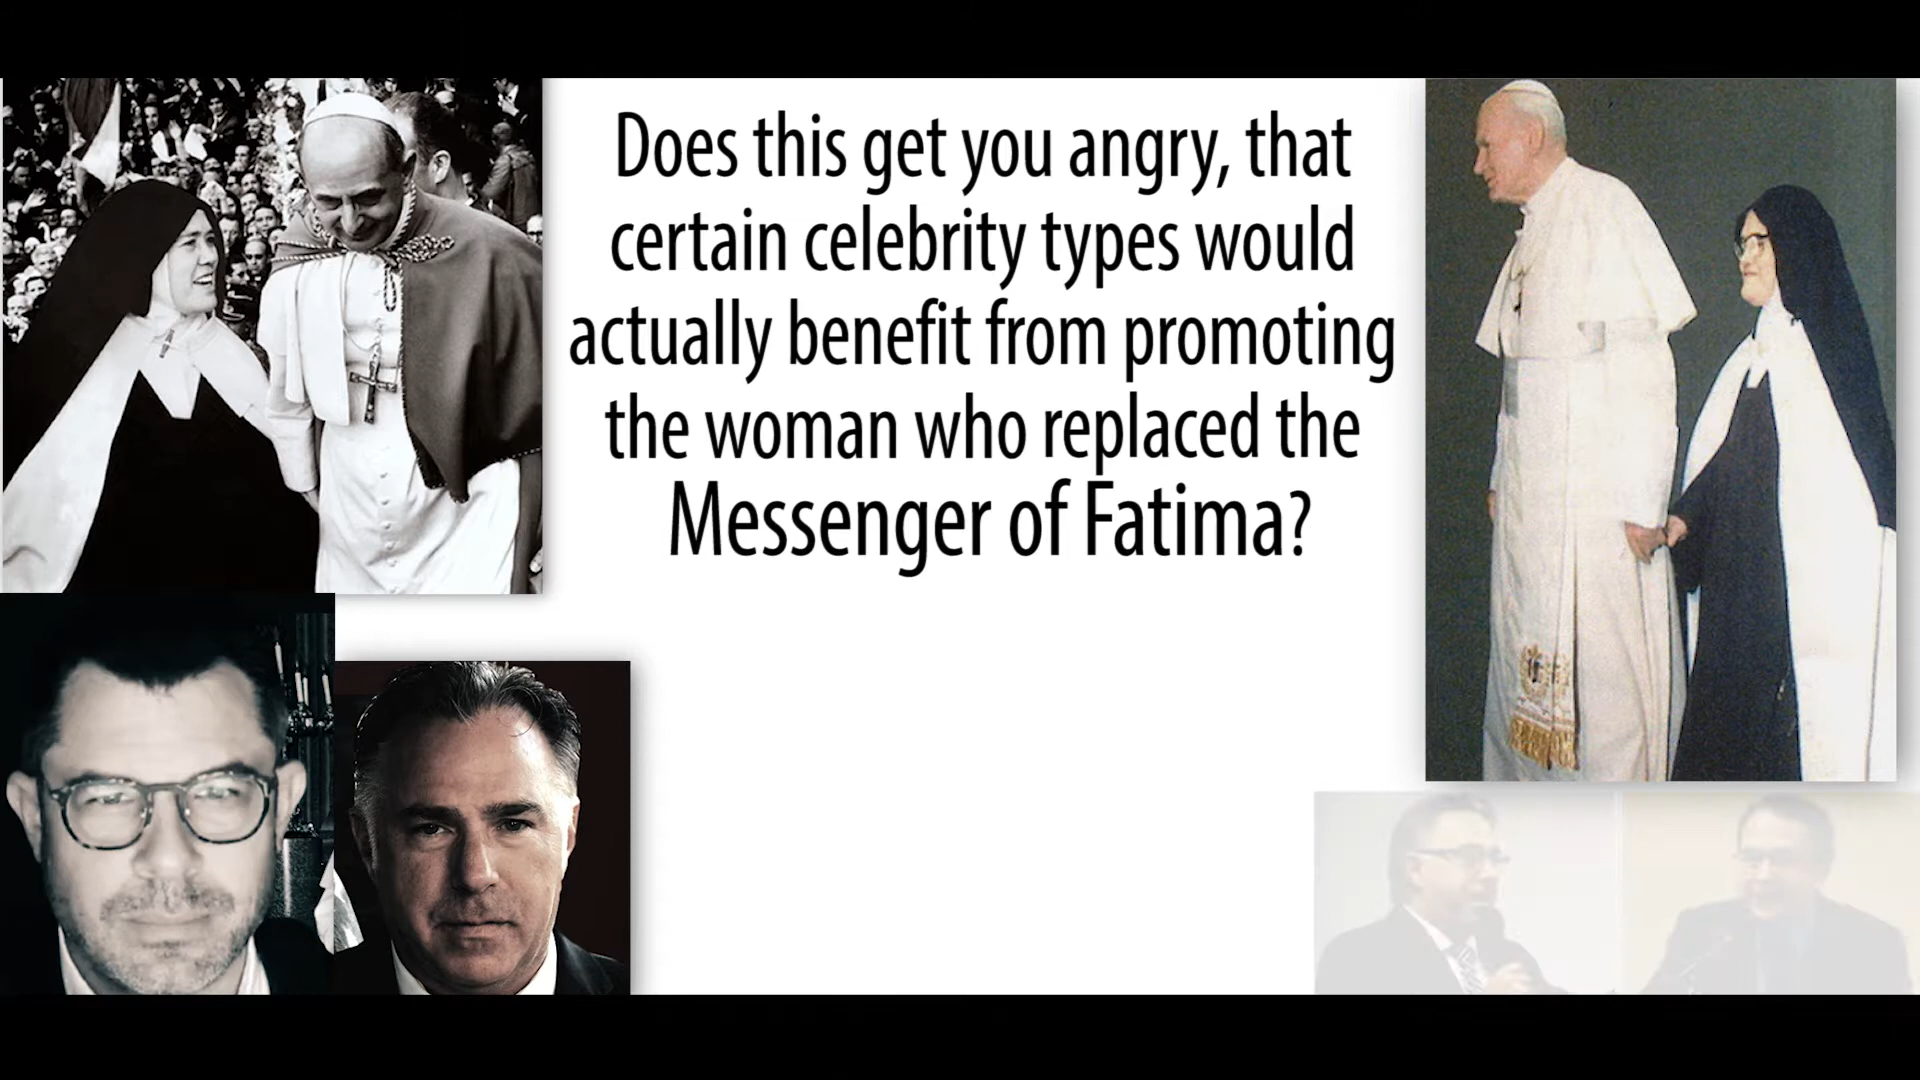 Does this get you angry, that
certain celebrity types would
actually benefit from promoting
the woman who replaced the
Messenger of Fatima?